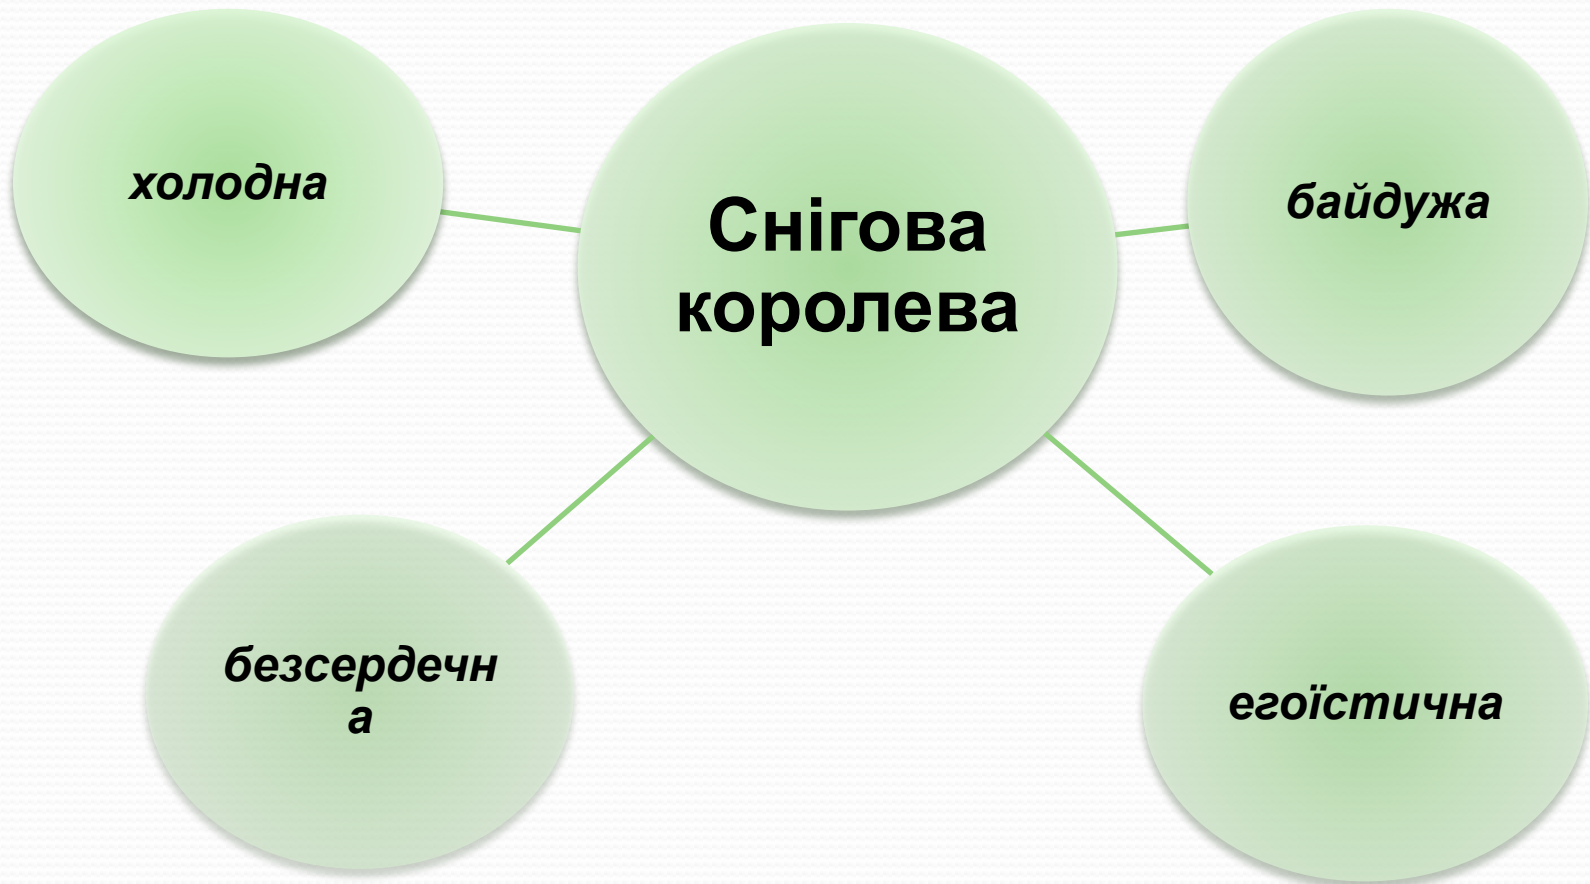 холодна
Снігова
королева
байдужа
безсердечн
а
егоїстична